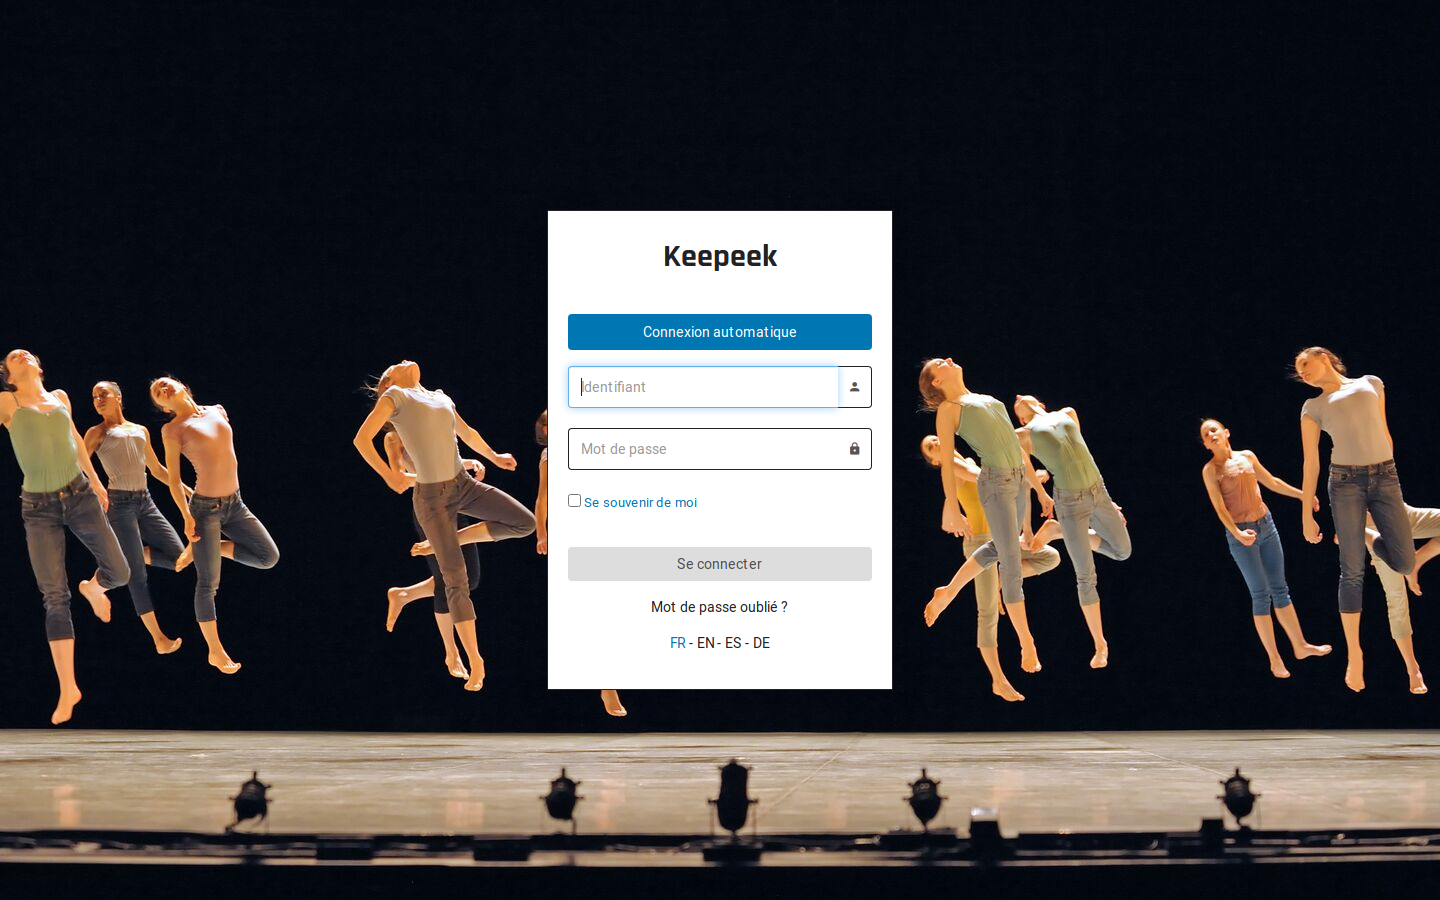 Keepeek
Connexion automatique
Identifiant
Mot de passe
Se souvenir de moi
Se connecter
Mot de passe oublié ?
FR - EN - ES - DE